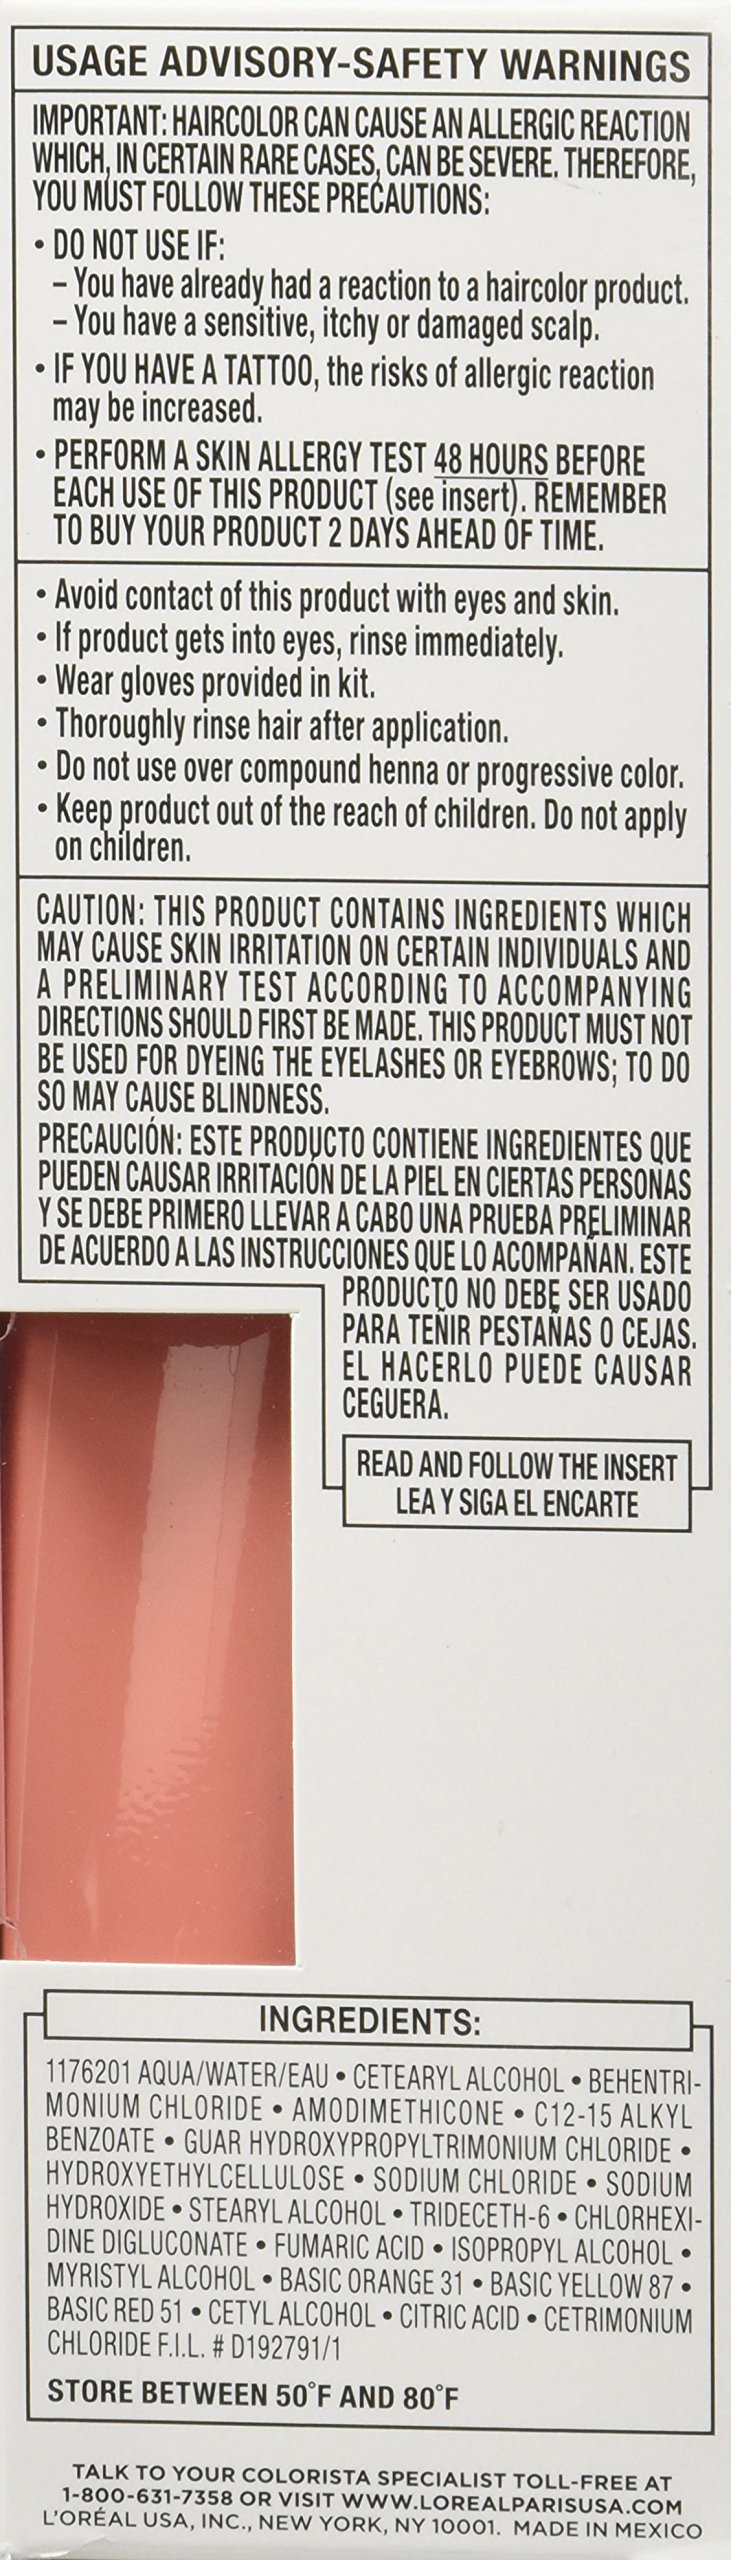 USAGE ADVISORY-SAFETY WARNINGS
IMPORTANT: HAIRCOLOR CAN CAUSE AN ALLERGIC REACTION
WHICH, IN CERTAIN RARE CASES, CAN BE SEVERE. THEREFORE,
YOU MUST FOLLOW THESE PRECAUTIONS:
• DO NOT USE IF:
– You have already had a reaction to a haircolor product.
– You have a sensitive, itchy or damaged scalp.
• IF YOU HAVE A TATTOO, the risks of allergic reaction
may be increased.
• PERFORM A SKIN ALLERGY TEST 48 HOURS BEFORE
EACH USE OF THIS PRODUCT (see insert). REMEMBER
TO BUY YOUR PRODUCT 2 DAYS AHEAD OF TIME.
• Avoid contact of this product with eyes and skin.
• If product gets into eyes, rinse immediately.
• Wear gloves provided in kit.
• Thoroughly rinse hair after application.
• Do not use over compound henna or progressive color.
• Keep product out of the reach of children. Do not apply
on children.
CAUTION: THIS PRODUCT CONTAINS INGREDIENTS WHICH
MAY CAUSE SKIN IRRITATION ON CERTAIN INDIVIDUALS AND
A PRELIMINARY TEST ACCORDING TO ACCOMPANYING
DIRECTIONS SHOULD FIRST BE MADE. THIS PRODUCT MUST NOT
BE USED FOR DYEING THE EYELASHES OR EYEBROWS; TO DO
SO MAY CAUSE BLINDNESS.
PRECAUCIÓN: ESTE PRODUCTO CONTIENE INGREDIENTES QUE
PUEDEN CAUSAR IRRITACIÓN DE LA PIEL EN CIERTAS PERSONAS
Y SE DEBE PRIMERO LLEVAR A CABO UNA PRUEBA PRELIMINAR
DE ACUERDO A LAS INSTRUCCIONES QUE LO ACOMPAÑAN. ESTE
PRODUCTO NO DEBE SER USADO
PARA TEÑIR PESTAÑAS O CEJAS.
EL HACERLO PUEDE CAUSAR
CEGUERA.
READ AND FOLLOW THE INSERT
LEA Y SIGA EL ENCARTE
INGREDIENTS:
1176201 AQUA/WATER/EAU • CETEARYL ALCOHOL • BEHENTRI-
MONIUM CHLORIDE • AMODIMETHICONE • C12-15 ALKYL
BENZOATE • GUAR HYDROXYPROPYLTRIMONIUM CHLORIDE •
HYDROXYETHYLCELLULOSE • SODIUM CHLORIDE • SODIUM
HYDROXIDE • STEARYL ALCOHOL • TRIDECETH-6 • CHLORHEXI-
DINE DIGLUCONATE • FUMARIC ACID • ISOPROPYL ALCOHOL •
MYRISTYL ALCOHOL • BASIC ORANGE 31 • BASIC YELLOW 87 •
BASIC RED 51 • CETYL ALCOHOL • CITRIC ACID • CETRIMONIUM
CHLORIDE F.I.L. # D192791/1
STORE BETWEEN 50°F AND 80°F
TALK TO YOUR COLORISTA SPECIALIST TOLL-FREE AT
1-800-631-7358 OR VISIT WWW.LOREALPARISUSA.COM
L'ORÉAL USA, INC., NEW YORK, NY 10001. MADE IN MEXICO